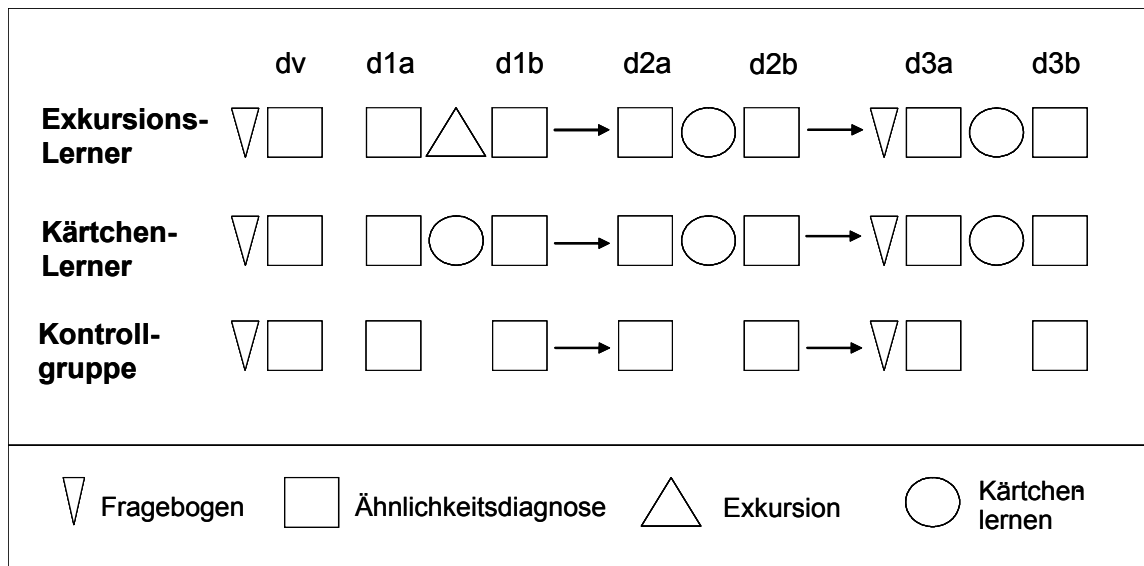 dv d1a d1b d2a d2b d3a d3b
Exkursions-
Lerner
Kärtchen-
Lerner
Kontroll-
gruppe
Fragebogen
Ähnlichkeitsdiagnose
Exkursion
Kärtchen-
lernen